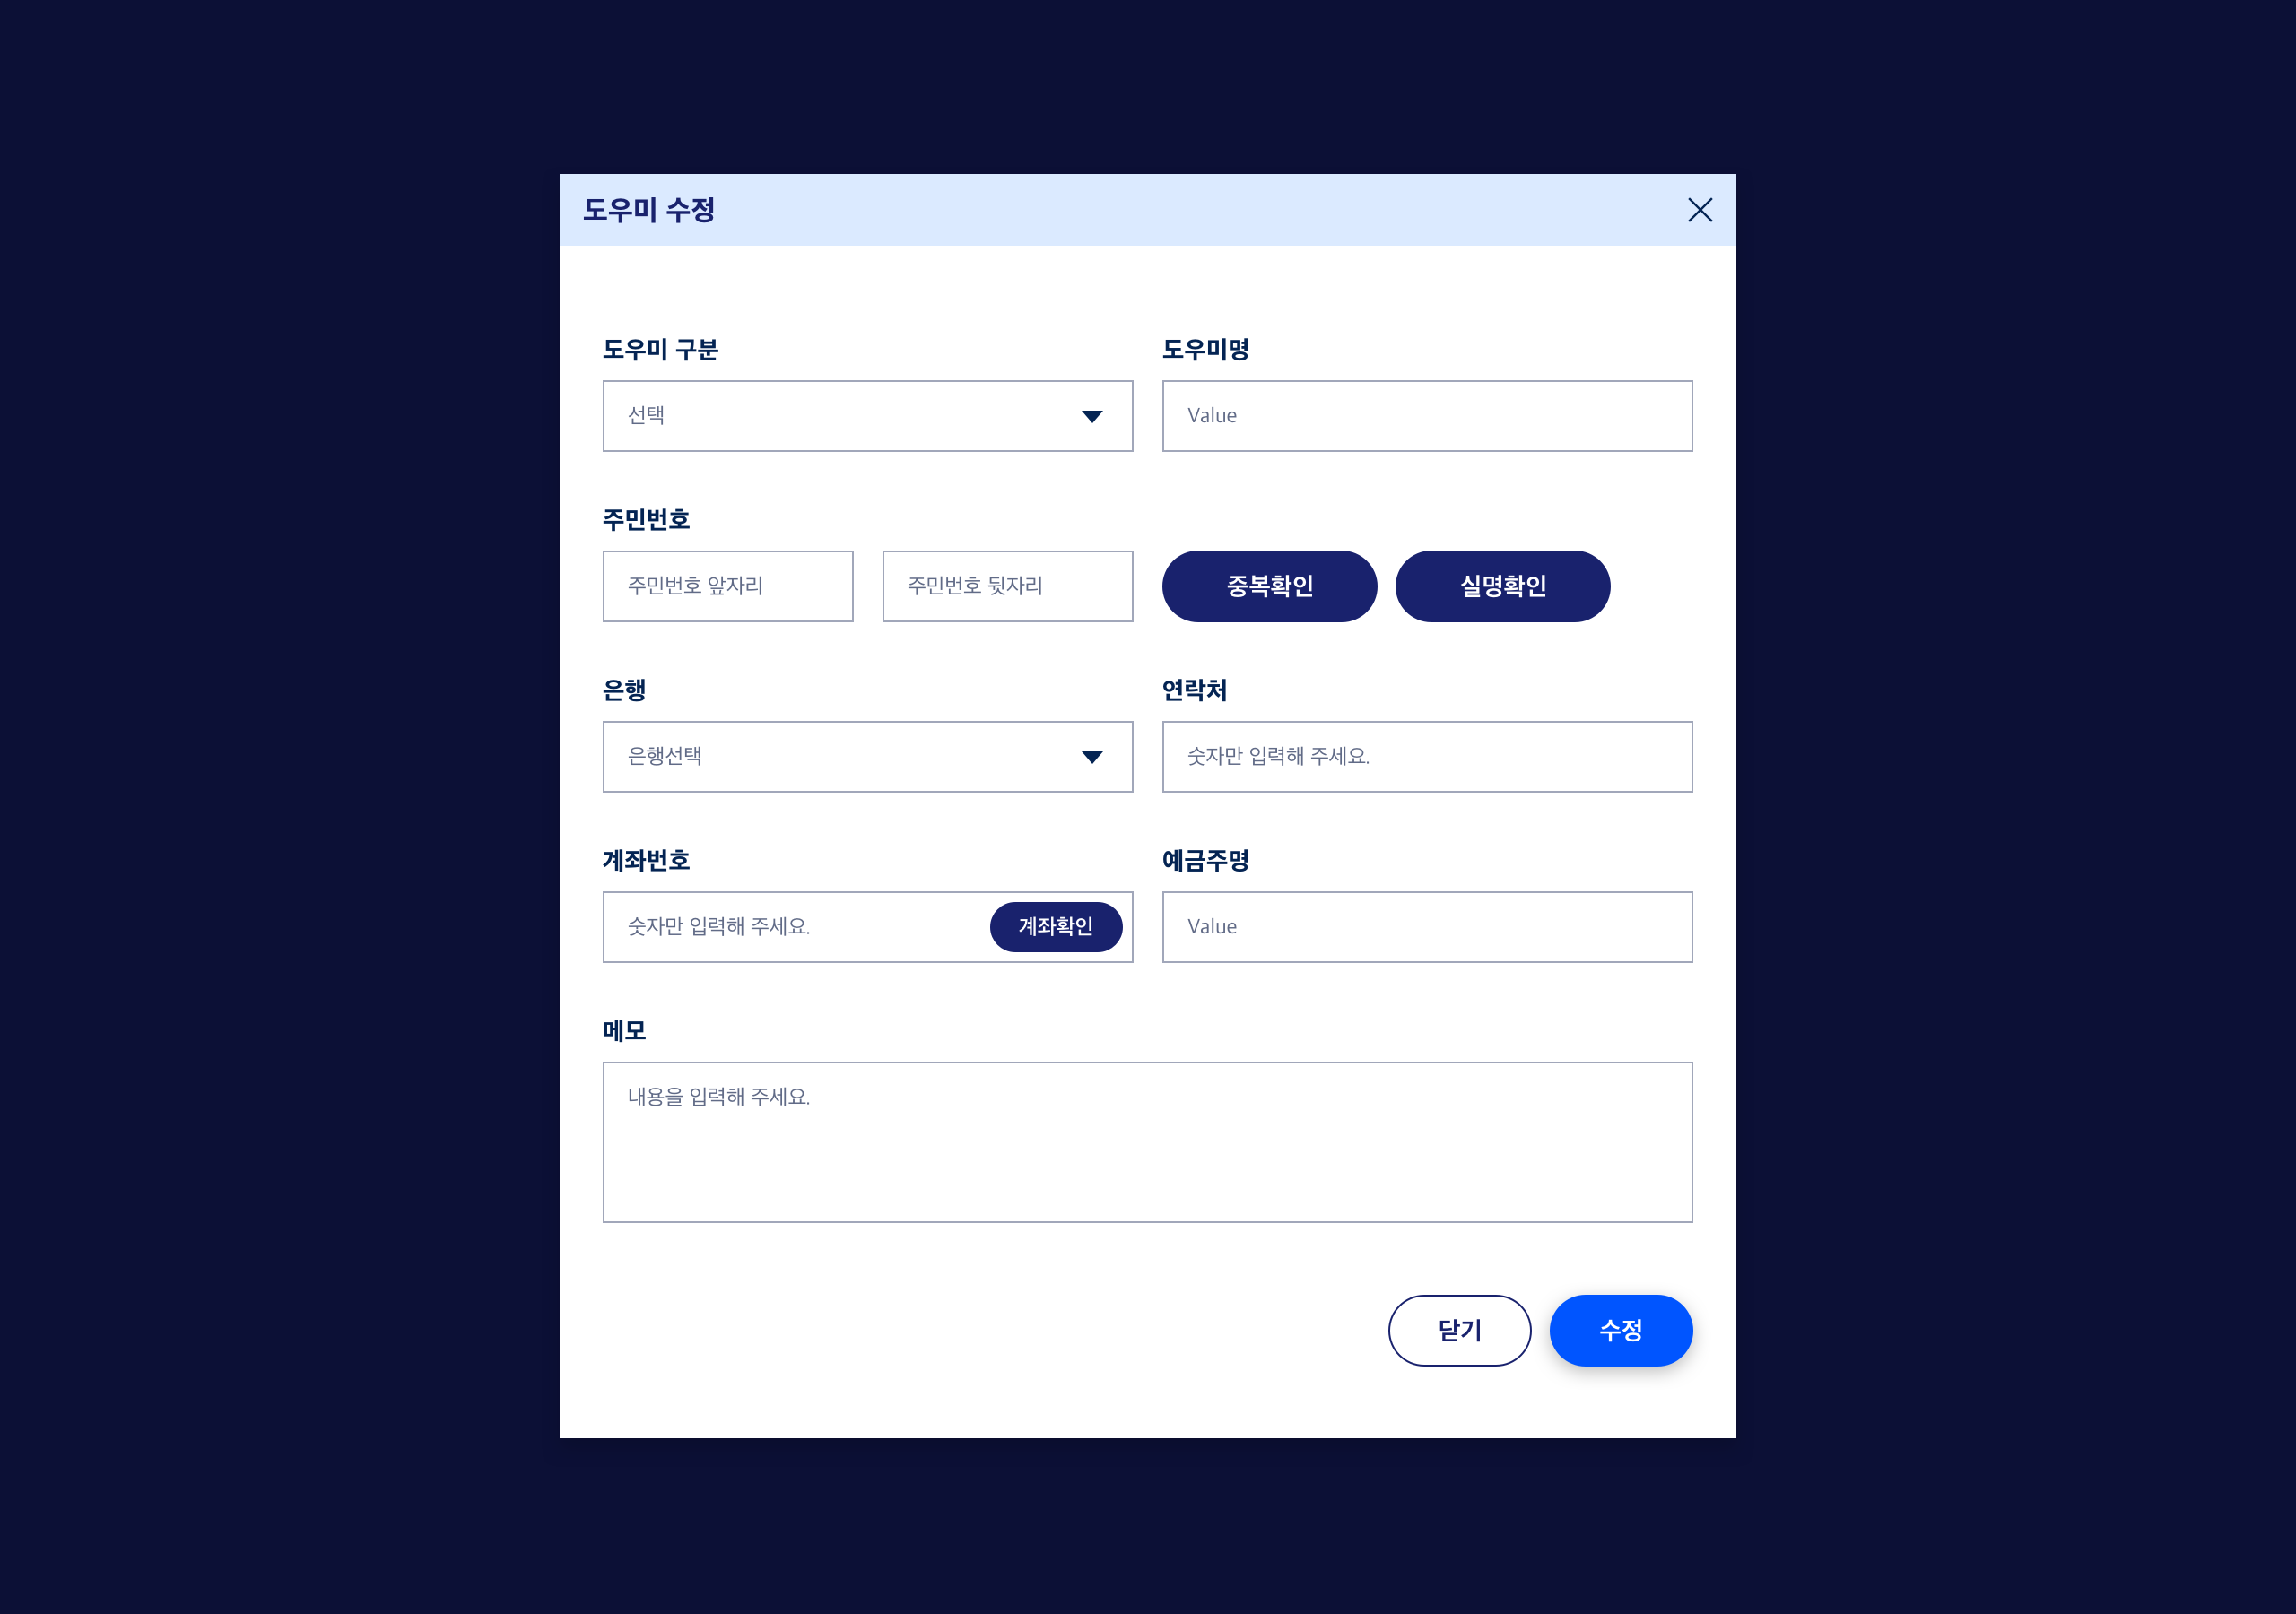 도우미 수정
도우미 구분
도우미명
선택
Value
주민번호
주민번호 앞자리
주민번호 뒷자리
중복확인
실명확인
은행
연락처
은행선택
숫자만 입력해 주세요.
계좌번호
예금주명
숫자만 입력해 주세요.
계좌확인
Value
메모
내용을 입력해 주세요.
닫기
수정